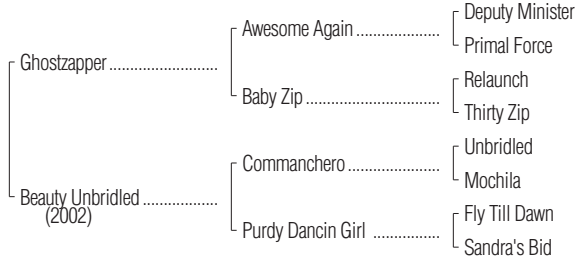 Deputy Minister
Awesome Again ....................
Primal Force
Ghostzapper ..........................
Relaunch
Baby Zip ................................
Thirty Zip
Unbridled
Commanchero ......................
Mochila
Beauty Unbridled ..................
(2002)
Fly Till Dawn
Purdy Dancin Girl ................
Sandra's Bid